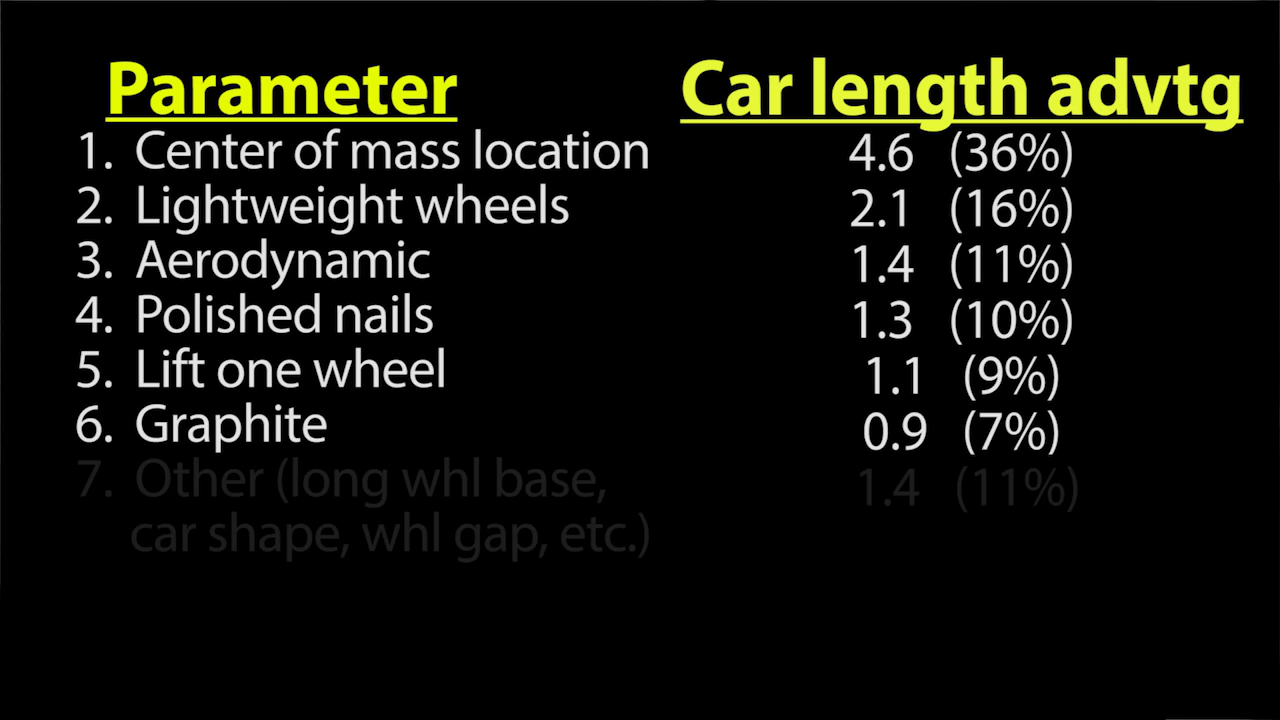 Parameter Car length advtg
1. Center of mass location 4.6 (36%)
2. Lightweight wheels 2.1 (16%)
3. Aerodynamic 1.4 (11%)
4. Polished nails 1.3 (10%)
5. Lift one wheel 1.1 (9%)
6. Graphite 0.9 (7%)
7. Other (long whl base, 1.4 (11%)
car shape, whl gap, etc.)